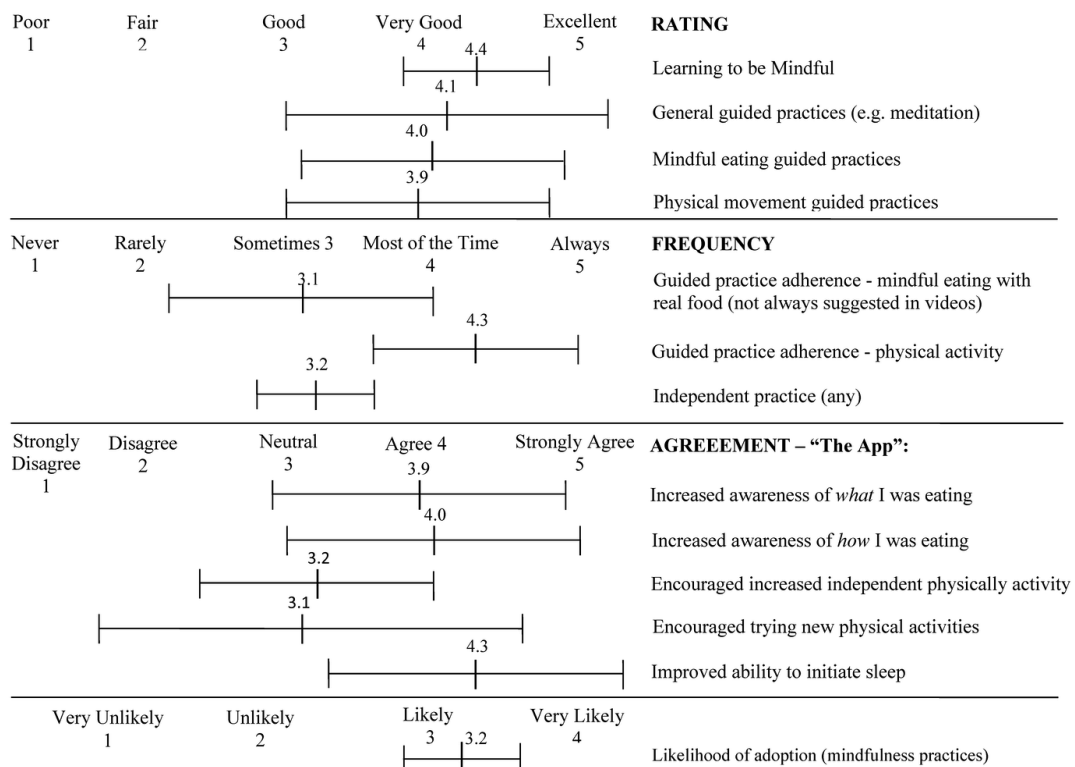 Poor Fair Good Very Good Excellent RATING
1 2 3 4 5
4.4
Learning to be Mindful
4.1
General guided practices (e.g. meditation)
4.0
Mindful eating guided practices
3.9
Physical movement guided practices
Never Rarely Sometimes 3 Most of the Time Always FREQUENCY
1 2 4 5
3.1
Guided practice adherence - mindful eating with
real food (not always suggested in videos)
4.3
Guided practice adherence - physical activity
3.2
Independent practice (any)
Strongly
Disagree
1
Disagree
2
Neutral
3
Agree 4
Strongly Agree
5
AGREEEMENT – “The App”:
3.9
Increased awareness of what I was eating
4.0
Increased awareness of how I was eating
3.2
Encouraged increased independent physically activity
3.1
Encouraged trying new physical activities
4.3
Improved ability to initiate sleep
Very Unlikely Unlikely Likely Very Likely
1 2 3 4
3.2
Likelihood of adoption (mindfulness practices)